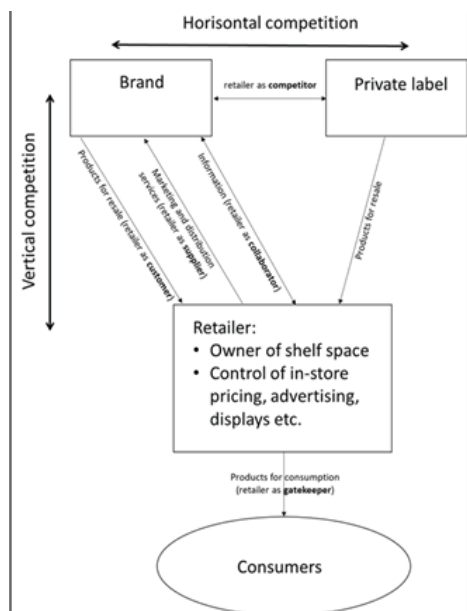 Horisontal competition
Brand
retailer as competitor
Private label
Vertical competition
Products for resale (retailer as
customer)
Marketing and distribution
services (retailer as
supplier)
Information (retailer as
collaborator)
Products for resale
Retailer:
• Owner of shelf space
• Control of in-store
pricing, advertising,
displays etc.
Products for consumption
(retailer as gatekeeper)
Consumers